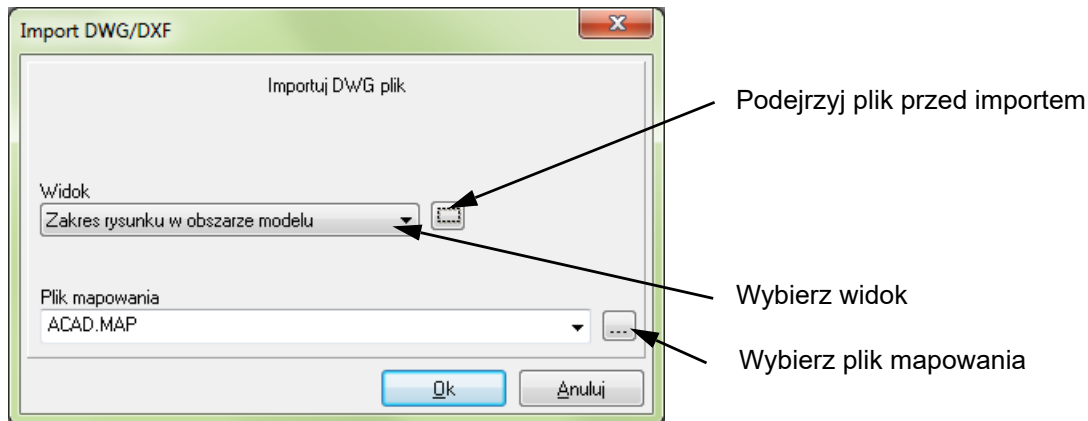 Import DWG/DXF
Importuj DWG plik
Podejrzyj plik przed importem
Widok
Zakres rysunku w obszarze modelu
Wybierz widok
Plik mapowania
ACAD.MAP
...
Wybierz plik mapowania
Ok
Anuluj